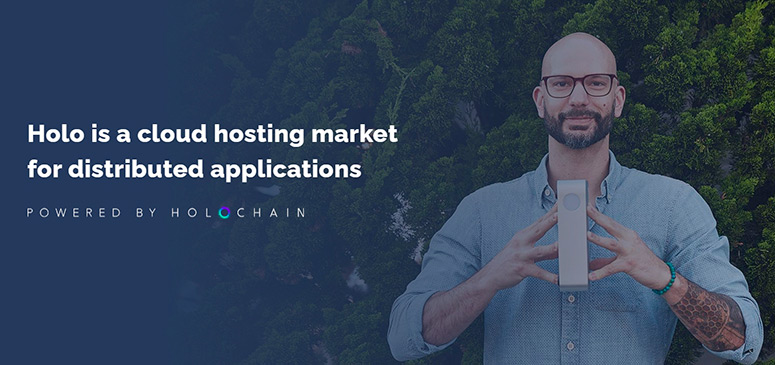 Holo is a cloud hosting market
for distributed applications
POWERED BY HOLOCHAIN